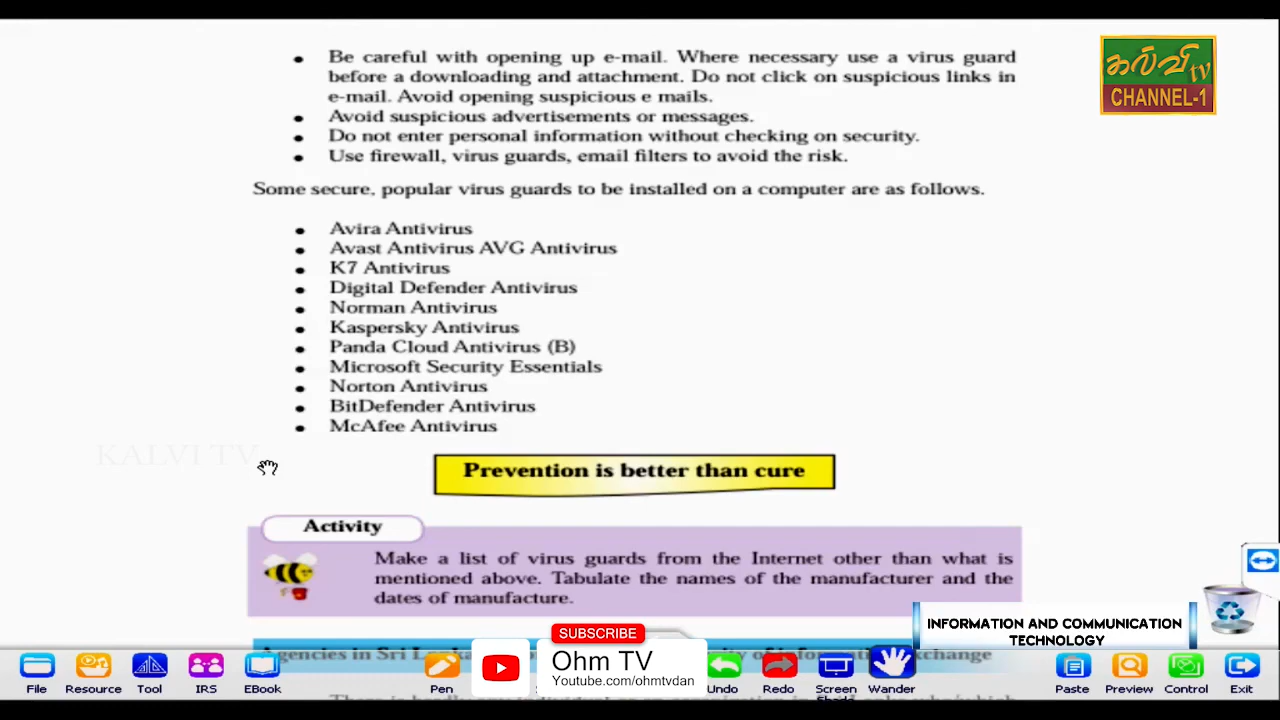 • Be careful with opening up e-mail. Where necessary use a virus guard
before a downloading and attachment. Do not click on suspicious links in
e-mail. Avoid opening suspicious e mails.
• Avoid suspicious advertisements or messages.
• Do not enter personal information without checking on security.
• Use firewall, virus guards, email filters to avoid the risk.
கல்வி tv
CHANNEL-1
Some secure, popular virus guards to be installed on a computer are as follows.
• Avira Antivirus
• Avast Antivirus AVG Antivirus
• K7 Antivirus
• Digital Defender Antivirus
• Norman Antivirus
• Kaspersky Antivirus
• Panda Cloud Antivirus (B)
• Microsoft Security Essentials
• Norton Antivirus
• BitDefender Antivirus
• McAfee Antivirus
KALVI TV
Prevention is better than cure
Activity
Make a list of virus guards from the Internet other than what is
mentioned above. Tabulate the names of the manufacturer and the
dates of manufacture.
INFORMATION AND COMMUNICATION
TECHNOLOGY
SUBSCRIBE
Ohm TV
Youtube.com/ohmtvdan
Agencies in Sri exchange
File Resource Tool IRS EBook Pen Undo Redo Screen Wander Paste Preview Control Exit